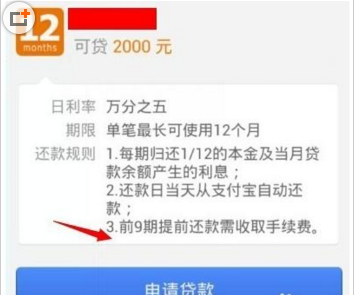 12
months
可贷 2000 元
日利率 万分之五
期限 单笔最长可使用12个月
还款规则 1.每期归还1/12的本金及当月贷
款余额产生的利息；
2.还款日当天从支付宝自动还
款；
3.前9期提前还款需收取手续费。
申请贷款